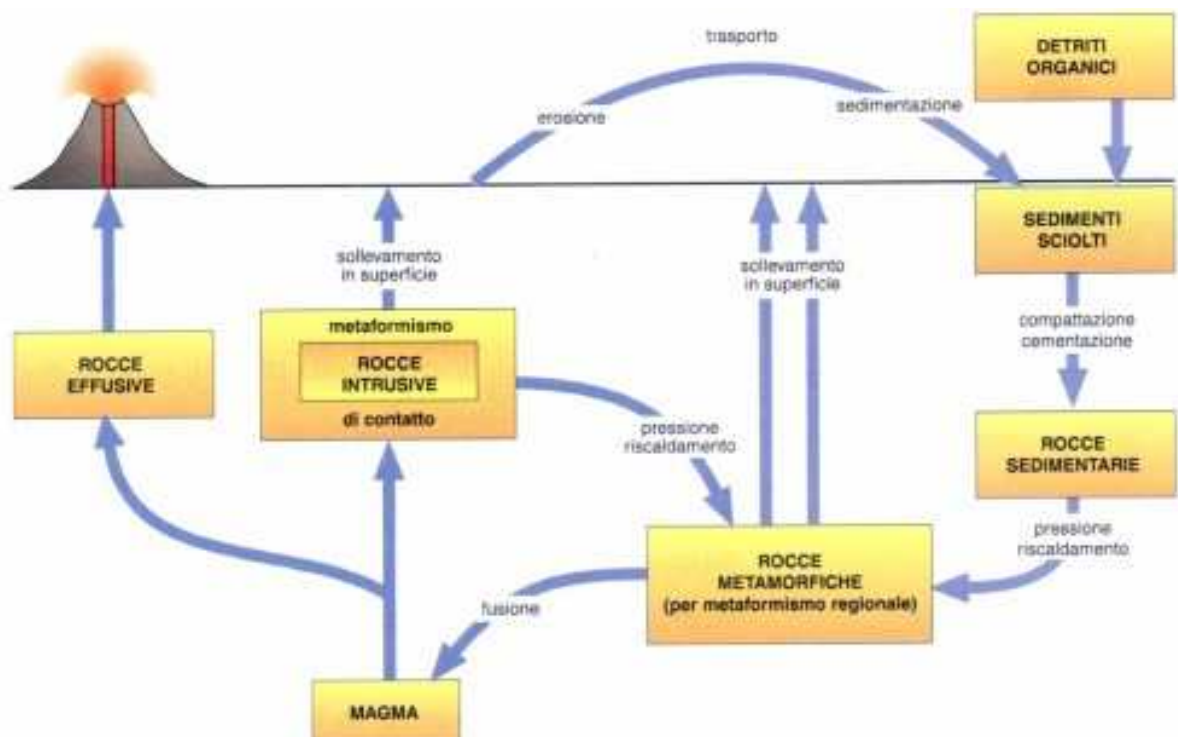 trasporto
DETRITI
ORGANICI
erosione
sedimentazione
SEDIMENTI
SCIOLTI
sollevamento
in superficie
sollevamento
in superficie
compattazione
cementazione
metaformismo
ROCCE
INTRUSIVE
di contatto
ROCCE
EFFUSIVE
pressione
riscaldamento
ROCCE
SEDIMENTARIE
pressione
riscaldamento
ROCCE
METAMORFICHE
(per metaformismo regionale)
fusione
MAGMA